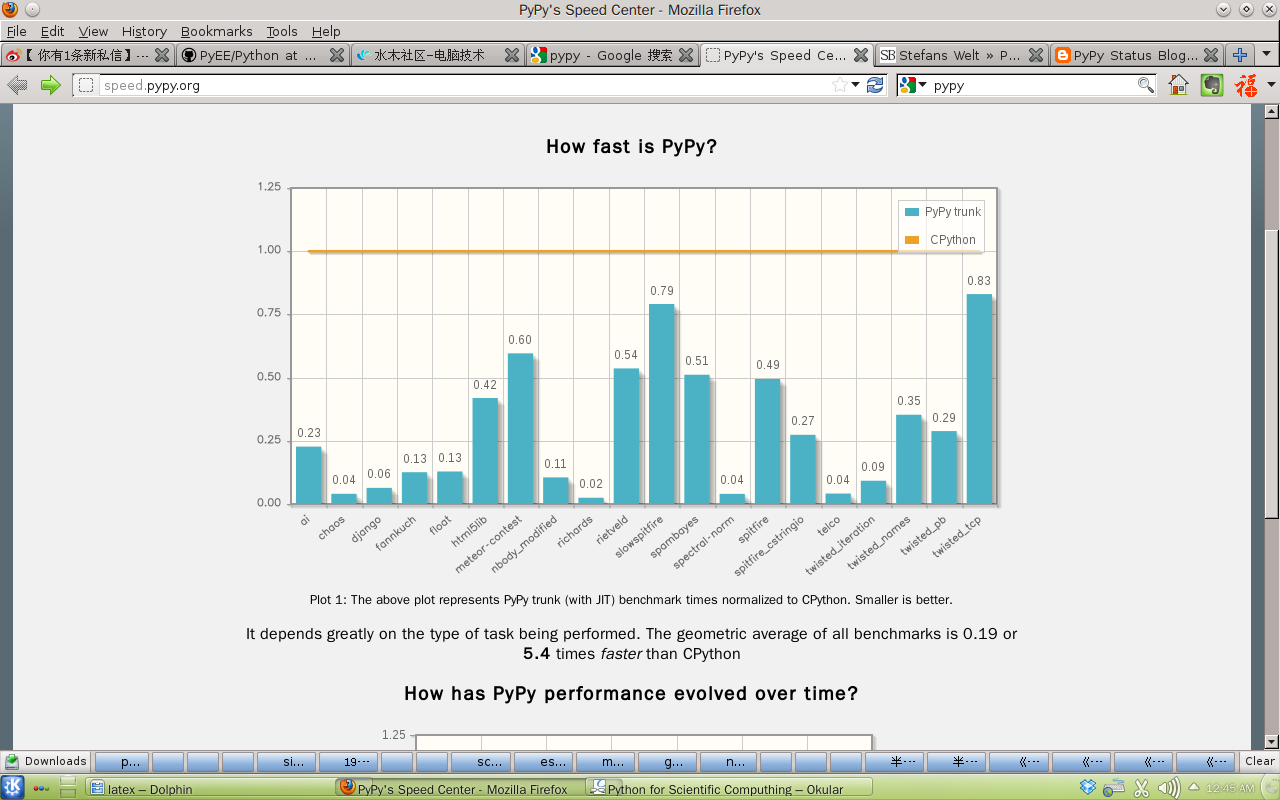 PyPy's Speed Center - Mozilla Firefox
File Edit View History Bookmarks Tools Help
【 你有1条新私信】···
PyEE/Python at ...
水木社区-电脑技术
pypy - Google 搜索
PyPy's Speed Ce...
SB Stefans Welt » P...
PyPy Status Blog...
speed.pypy.org
pypy
福
How fast is PyPy?
1.25
1.00
0.75
0.50
0.25
0.00
PyPy trunk
CPython
0.23
0.04
0.06
0.13
0.13
0.42
0.60
0.11
0.02
0.54
0.79
0.51
0.04
0.49
0.27
0.04
0.09
0.35
0.29
0.83
ai
chaos
django
fannkuch
float
html5lib
meteor-contest
nbody_modified
richards
rietveld
slowspitfire
spambayes
spectral-norm
spitfire
spitfire_cstringio
telco
twisted_iteration
twisted_names
twisted_pb
twisted_tcp
Plot 1: The above plot represents PyPy trunk (with JIT) benchmark times normalized to CPython. Smaller is better.
It depends greatly on the type of task being performed. The geometric average of all benchmarks is 0.19 or
5.4 times faster than CPython
How has PyPy performance evolved over time?
1.25
Downloads p··· si··· 19··· sc··· es··· m··· g··· n··· 半··· 半··· 《··· 《··· 《··· 《··· Clear
latex – Dolphin
PyPy's Speed Center - Mozilla Firefox
Python for Scientific Computhing – Okular
12:45 AM